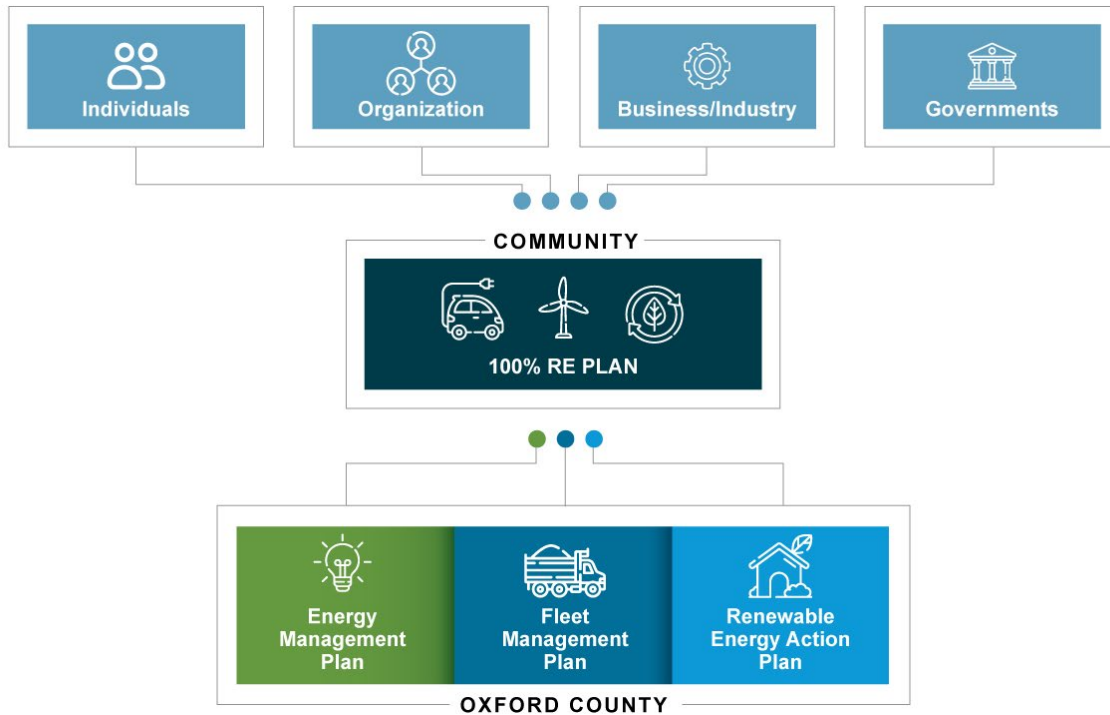 Individuals
Organization
Business/Industry
Governments
COMMUNITY
100% RE PLAN
Energy
Management
Plan
Fleet
Management
Plan
Renewable
Energy Action
Plan
OXFORD COUNTY